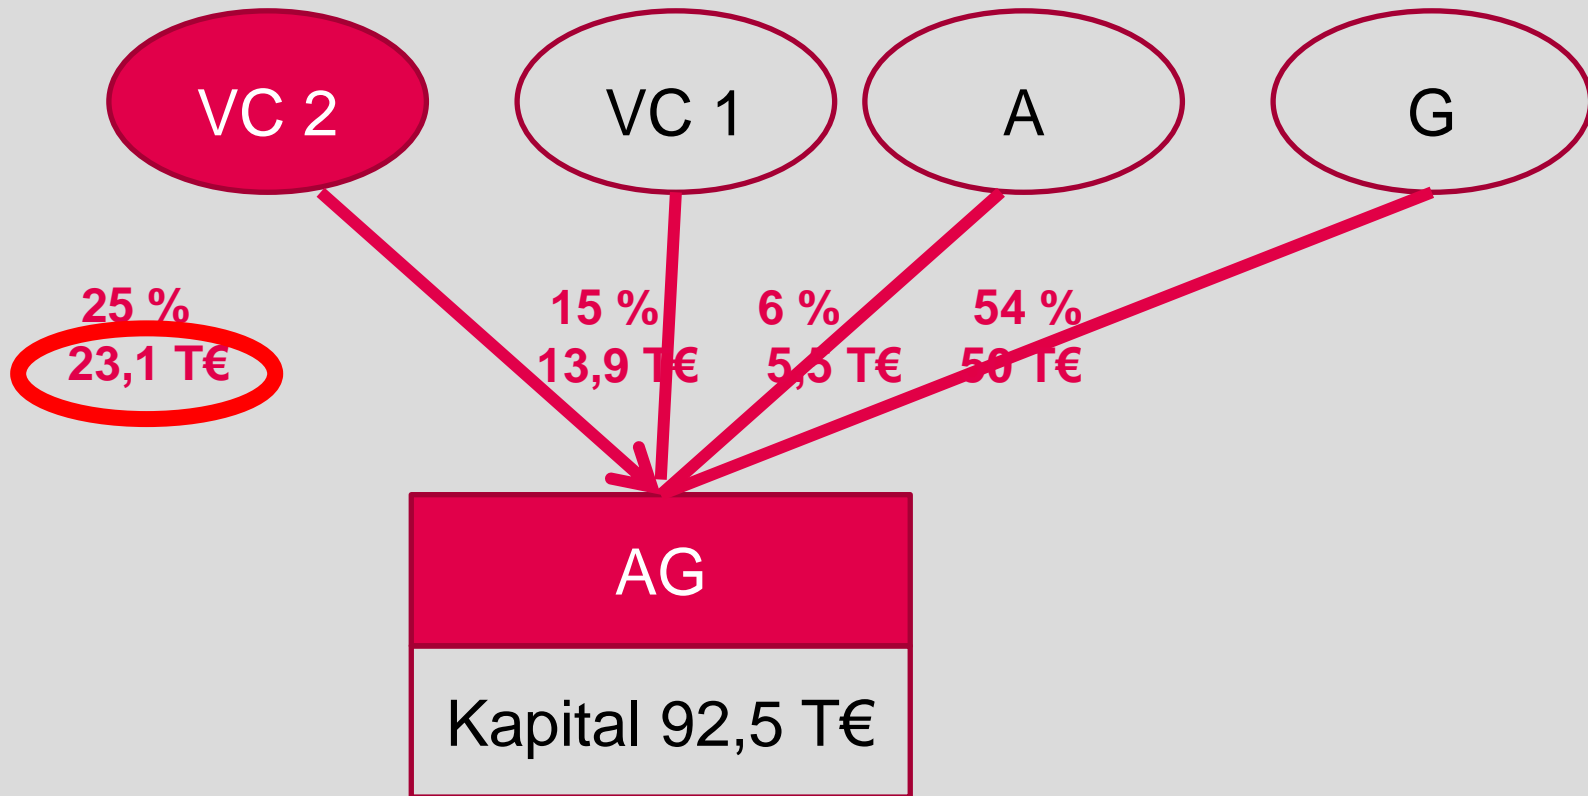 VC 2
VC 1
A
G
25 %
15 %
6 %
54 %
23,1 T€
13,9 T€
5,5 T€
50 T€
AG
Kapital 92,5 T€